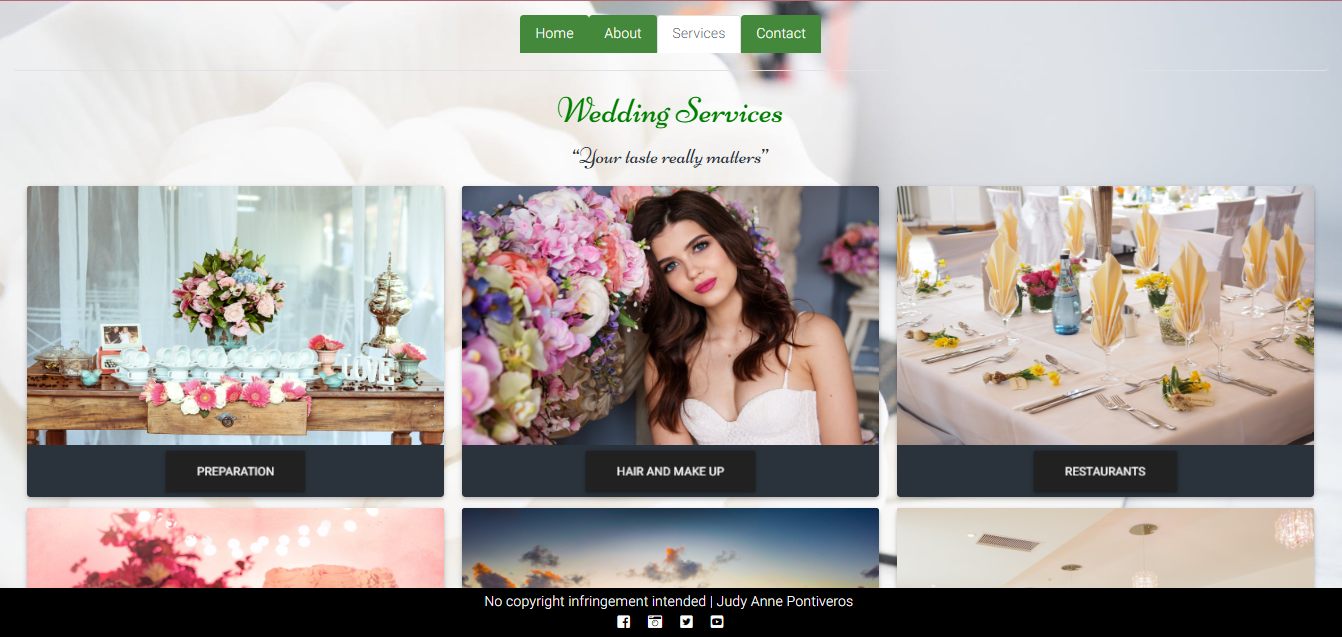 Home About Services Contact
Wedding Services
“Your taste really matters”
LOVE
PREPARATION
HAIR AND MAKE UP
RESTAURANTS
No copyright infringement intended | Judy Anne Pontiveros